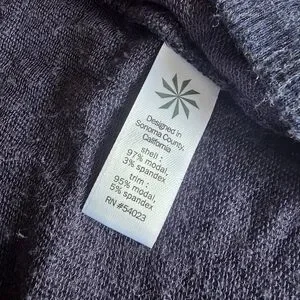 Designed in
Sonoma County,
California
shell :
97% modal,
3% spandex
trim :
95% modal,
5% spandex
RN #54023